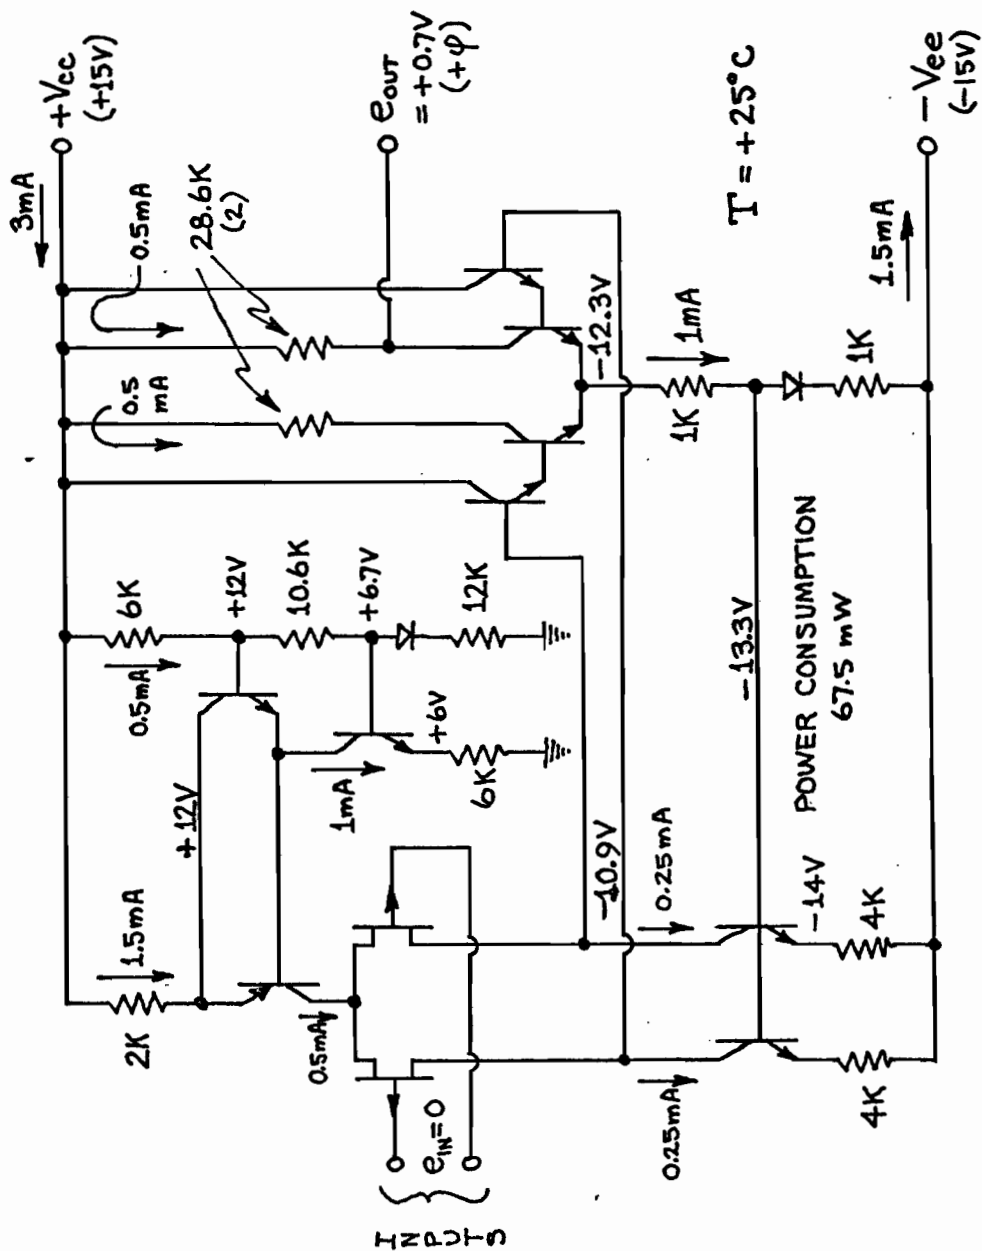 +Vcc
(+15V)
3mA
0.5mA
0.5
mA
28.6K
(2)
eOUT
=+0.7V
(+φ)
6K
0.5mA
+12V
10.6K
+6.7V
12K
+12V
1.5mA
2K
1mA
+6V
6K
0.5mA
INPUTS
eIN=0
-10.9V
-12.3V
1K
1mA
1K
T=+25°C
-13.3V
0.25mA
0.25mA
-14V
4K
4K
POWER CONSUMPTION
67.5 mW
1.5mA
-Vee
(-15V)